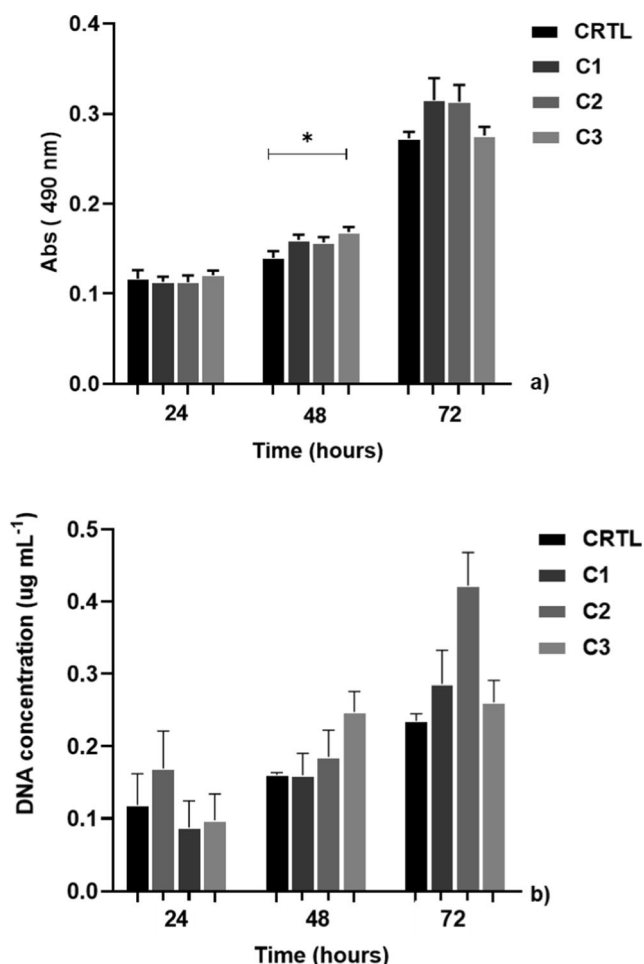 0.4
0.3
0.2
0.1
0.0
Abs ( 490 nm)
*
24 48 72
Time (hours)
CRTL
C1
C2
C3
a)
0.5
0.4
0.3
0.2
0.1
0.0
DNA concentration (ug mL⁻¹)
24 48 72
Time (hours)
CRTL
C1
C2
C3
b)